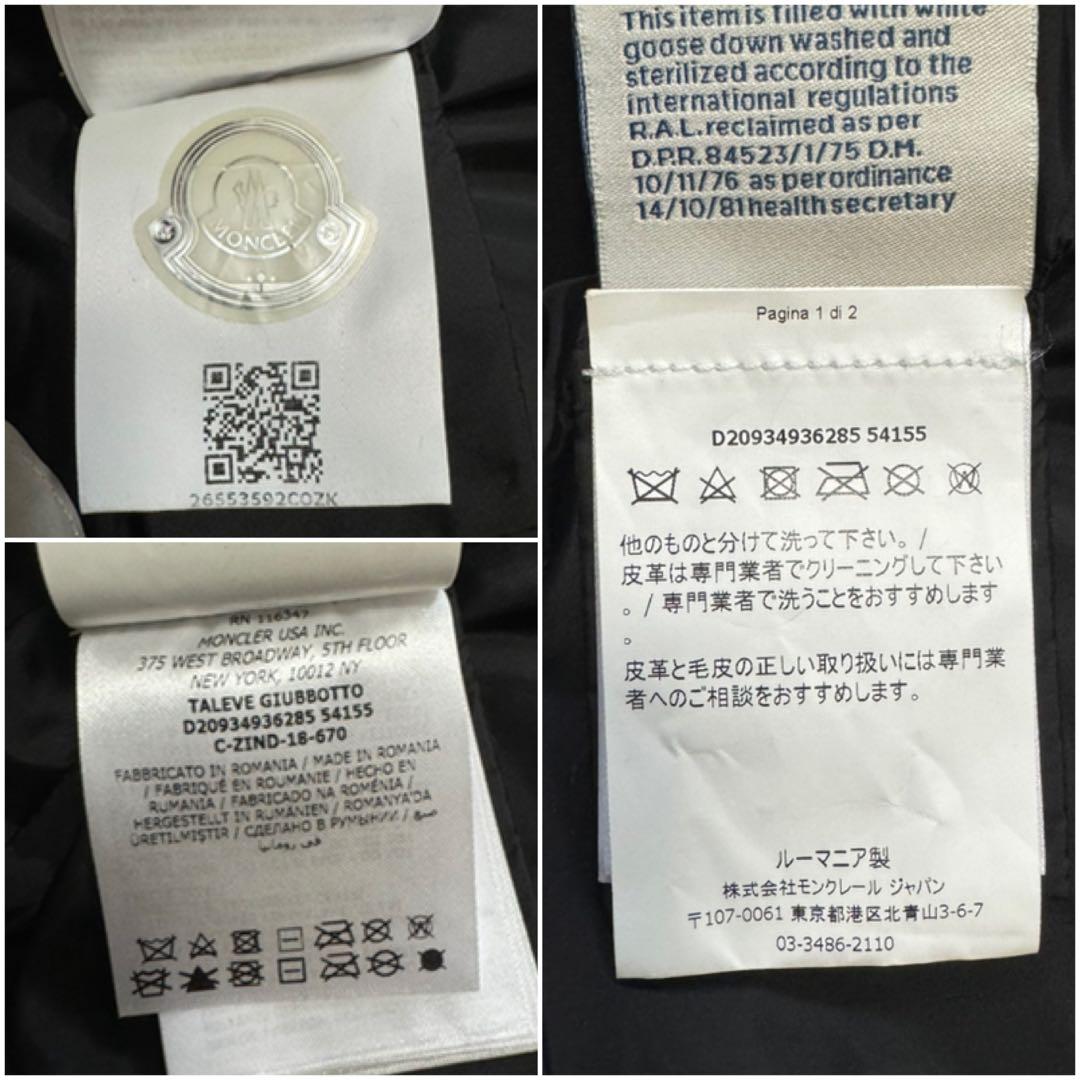 MONCLER
26553592COZK
RN 116347
MONCLER USA INC.
375 WEST BROADWAY, 5TH FLOOR
NEW YORK, 10012 NY
TALEVE GIUBBOTTO
D20934936285 54155
C-ZIND-18-670
FABBRICATO IN ROMANIA / MADE IN ROMANIA
/ FABRIQUÉ EN ROUMANIE / HECHO EN
RUMANIA / FABRICADO NA ROMÉNIA /
HERGESTELLT IN RUMÄNIEN / ROMANYA'DA
ÜRETILMIŞTIR / СДЕЛАНО В РУМЫНИИ / صنع
في رومانيا
This item is filled with white
goose down washed and
sterilized according to the
international regulations
R.A.L. reclaimed as per
D.P.R. 84523/1/75 D.M.
10/11/76 as per ordinance
14/10/81 health secretary
Pagina 1 di 2
D20934936285 54155
他のものと分けて洗って下さい。/
皮革は専門業者でクリーニングして下さい
。/ 専門業者で洗うことをおすすめします
。
皮革と毛皮の正しい取り扱いには専門業
者へのご相談をおすすめします。
ルーマニア製
株式会社モンクレール ジャパン
〒107-0061 東京都港区北青山3-6-7
03-3486-2110